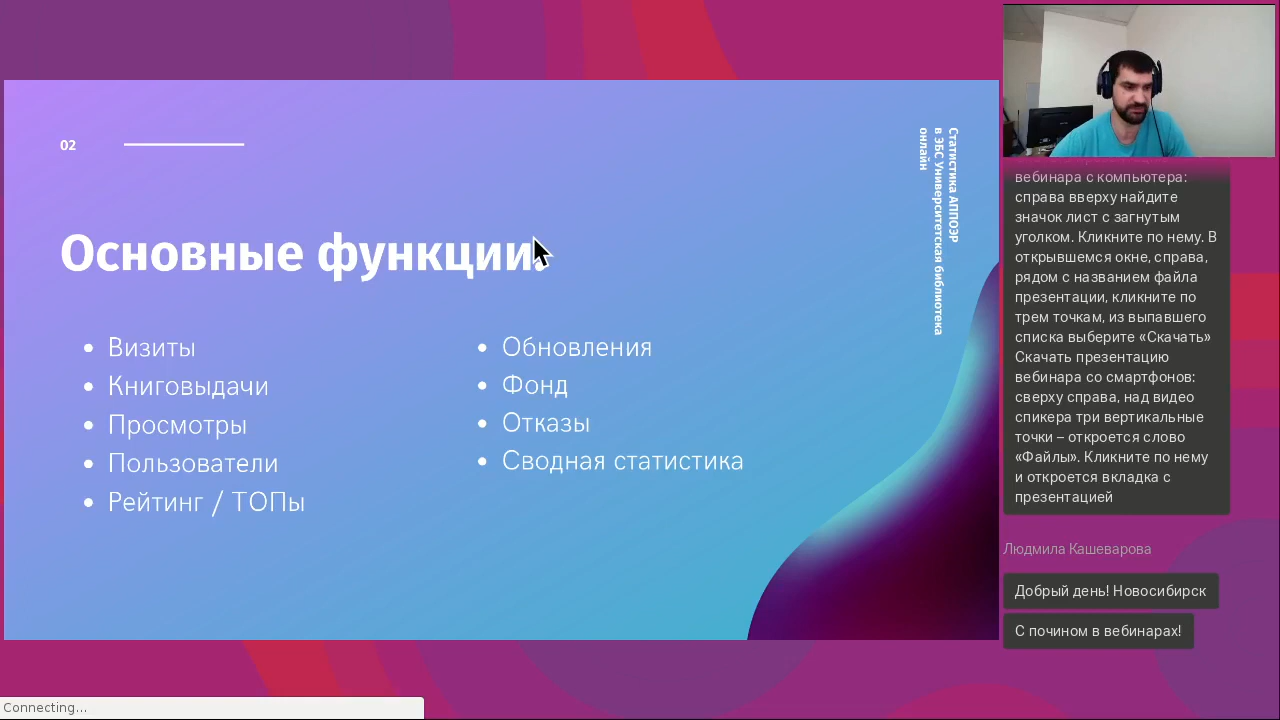 02
Статистика АППОЭР
в ЭБС Университетская библиотека
онлайн
Основные функции
• Визиты
• Книговыдачи
• Просмотры
• Пользователи
• Рейтинг / ТОПы
• Обновления
• Фонд
• Отказы
• Сводная статистика
вебинара с компьютера:
справа вверху найдите
значок лист с загнутым
уголком. Кликните по нему. В
открывшемся окне, справа,
рядом с названием файла
презентации, кликните по
трем точкам, из выпавшего
списка выберите «Скачать»
Скачать презентацию
вебинара со смартфонов:
сверху справа, над видео
спикера три вертикальные
точки – откроется слово
«Файлы». Кликните по нему
и откроется вкладка с
презентацией
Людмила Кашеварова
Добрый день! Новосибирск
С почином в вебинарах!
Connecting...